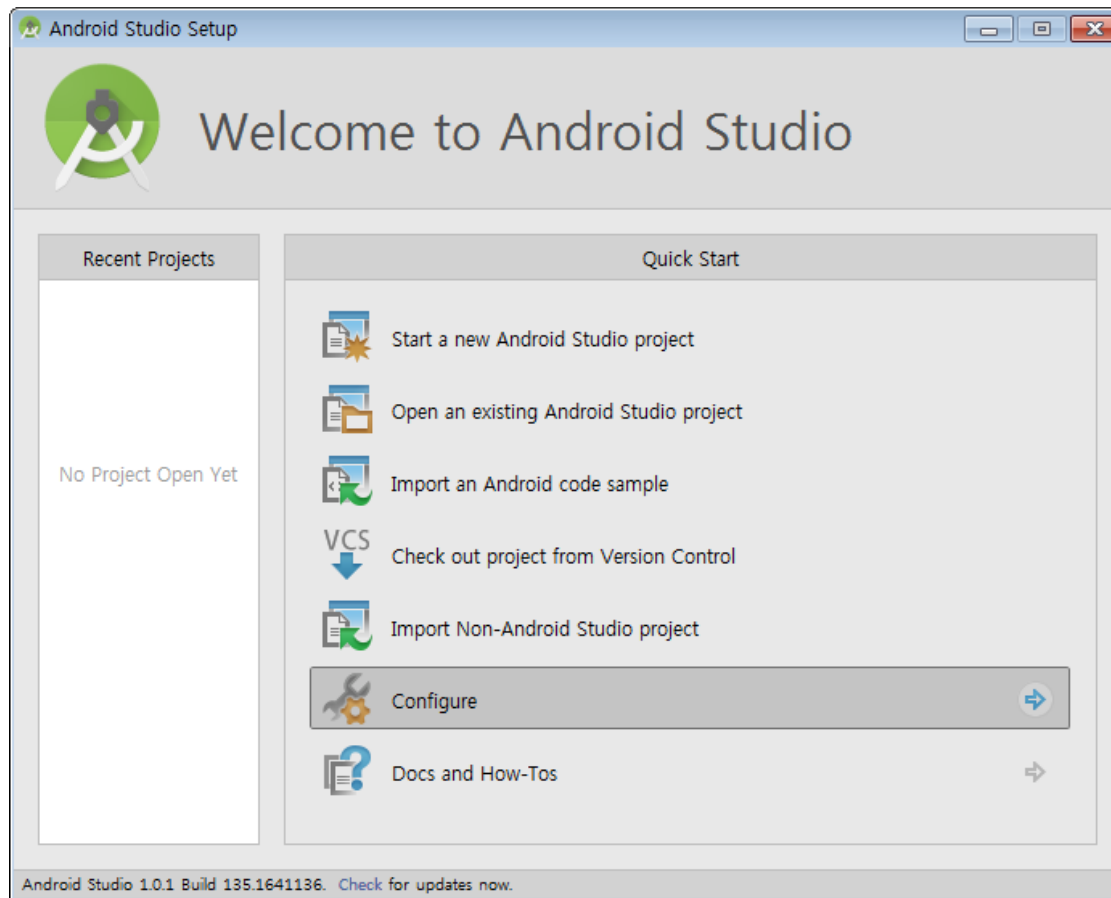 Android Studio Setup
Welcome to Android Studio
Recent Projects
No Project Open Yet
Quick Start
Start a new Android Studio project
Open an existing Android Studio project
Import an Android code sample
VCS
Check out project from Version Control
Import Non-Android Studio project
Configure
Docs and How-Tos
Android Studio 1.0.1 Build 135.1641136. Check for updates now.